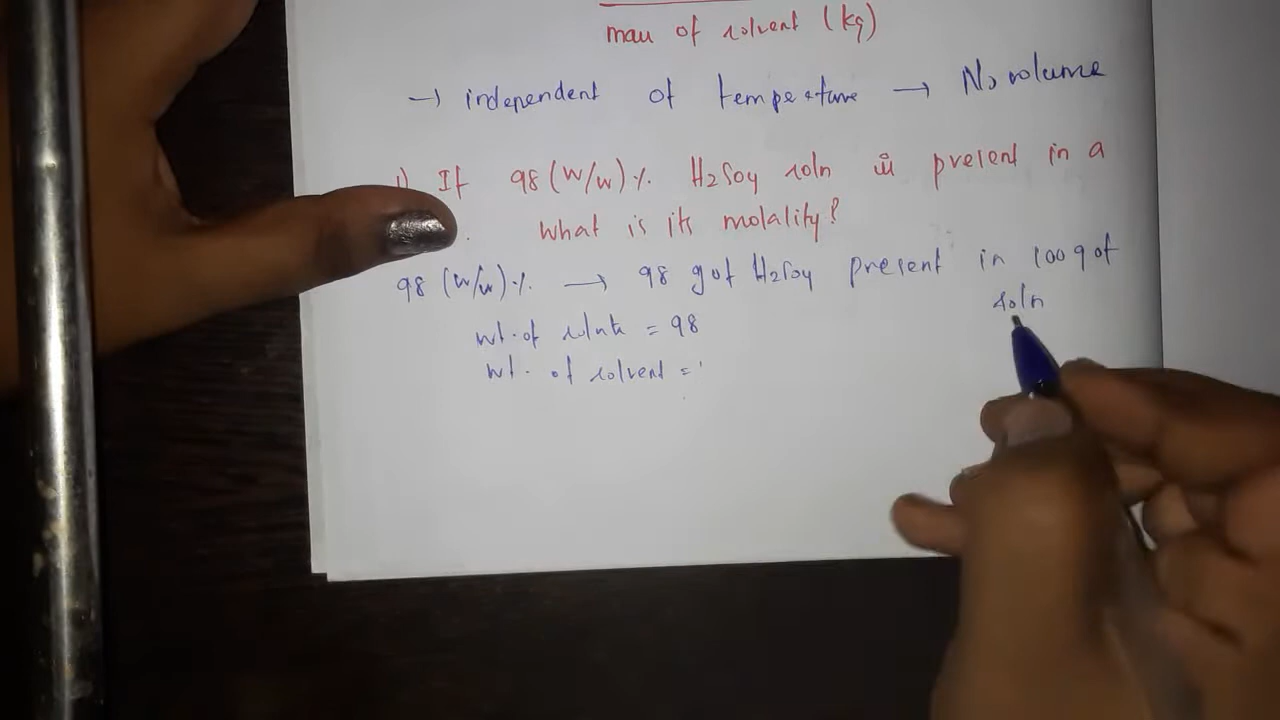 mass of solvent (kg)
→ independent of temperature → No volume
1) If 98 (w/w) % H2SO4 soln is present in a
what is its molality?
98 (w/w) % → 98 g of H2SO4 present in 100 g of
soln
wt. of solute = 98
wt. of solvent =